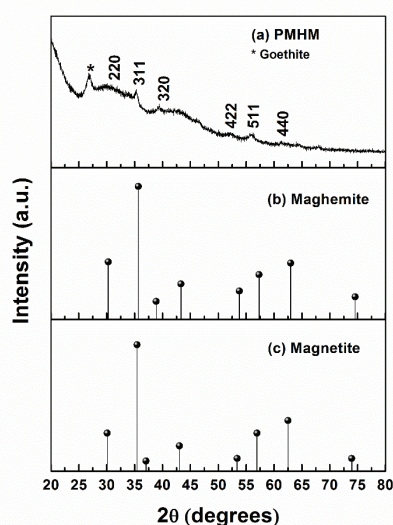 (a) PMHM
* Goethite
*
220
311
320
422
511
440
(b) Maghemite
(c) Magnetite
Intensity (a.u.)
20 25 30 35 40 45 50 55 60 65 70 75 80
2θ (degrees)